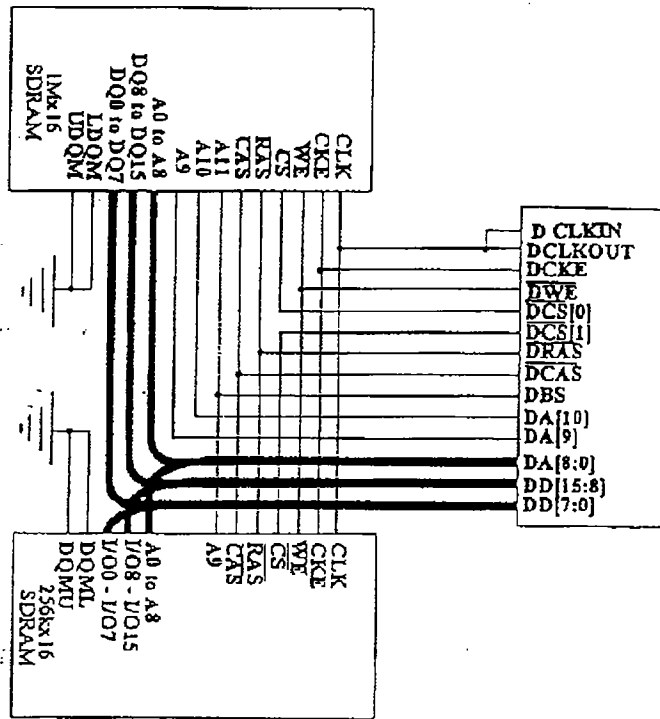 1Mx16
SDRAM
UDQM
LDQM
DQ0 to DQ7
DQ8 to DQ15
A0 to A8
A9
A10
A11
CAS
RAS
CS
WE
CKE
CLK
D CLKIN
DCLKOUT
DCKE
DWE
DCS[0]
DCS[1]
DRAS
DCAS
DBS
DA[10]
DA[9]
DA[8:0]
DD[15:8]
DD[7:0]
256kx16
SDRAM
DQMU
DQML
I/O0 - I/O7
I/O8 - I/O15
A0 to A8
A9
CAS
RAS
CS
WE
CKE
CLK